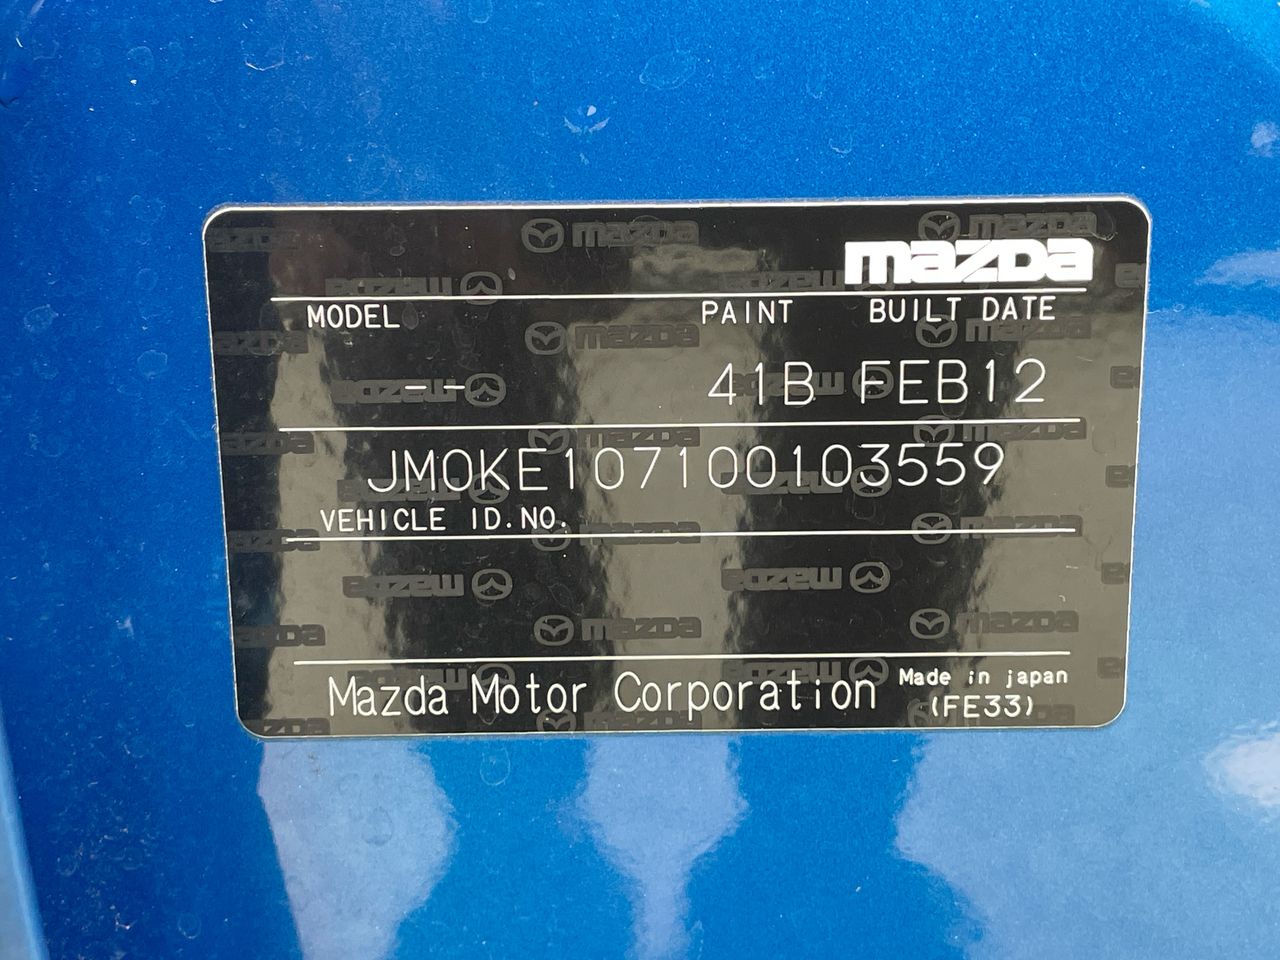 mazda
MODEL PAINT BUILT DATE
-- 41B FEB12
JM0KE107100103559
VEHICLE ID.NO.
Mazda Motor Corporation Made in japan
(FE33)